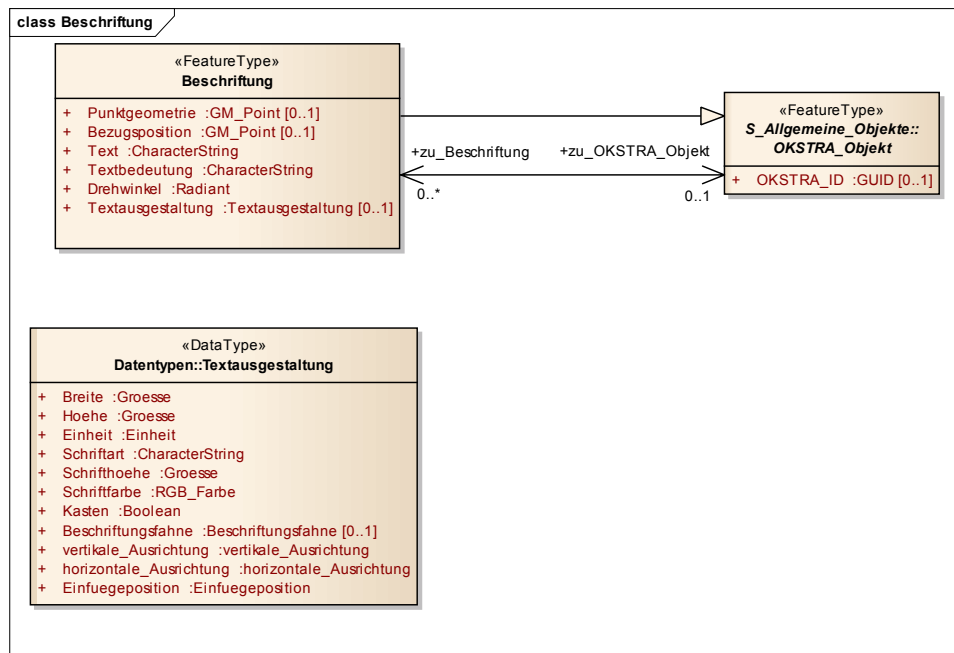 class Beschriftung
«FeatureType»
Beschriftung
+ Punktgeometrie :GM_Point [0..1]
+ Bezugsposition :GM_Point [0..1]
+ Text :CharacterString
+ Textbedeutung :CharacterString
+ Drehwinkel :Radiant
+ Textausgestaltung :Textausgestaltung [0..1]
+zu_Beschriftung
0..*
+zu_OKSTRA_Objekt
0..1
«FeatureType»
S_Allgemeine_Objekte::
OKSTRA_Objekt
+ OKSTRA_ID :GUID [0..1]
«DataType»
Datentypen::Textausgestaltung
+ Breite :Groesse
+ Hoehe :Groesse
+ Einheit :Einheit
+ Schriftart :CharacterString
+ Schrifthoehe :Groesse
+ Schriftfarbe :RGB_Farbe
+ Kasten :Boolean
+ Beschriftungsfahne :Beschriftungsfahne [0..1]
+ vertikale_Ausrichtung :vertikale_Ausrichtung
+ horizontale_Ausrichtung :horizontale_Ausrichtung
+ Einfuegeposition :Einfuegeposition